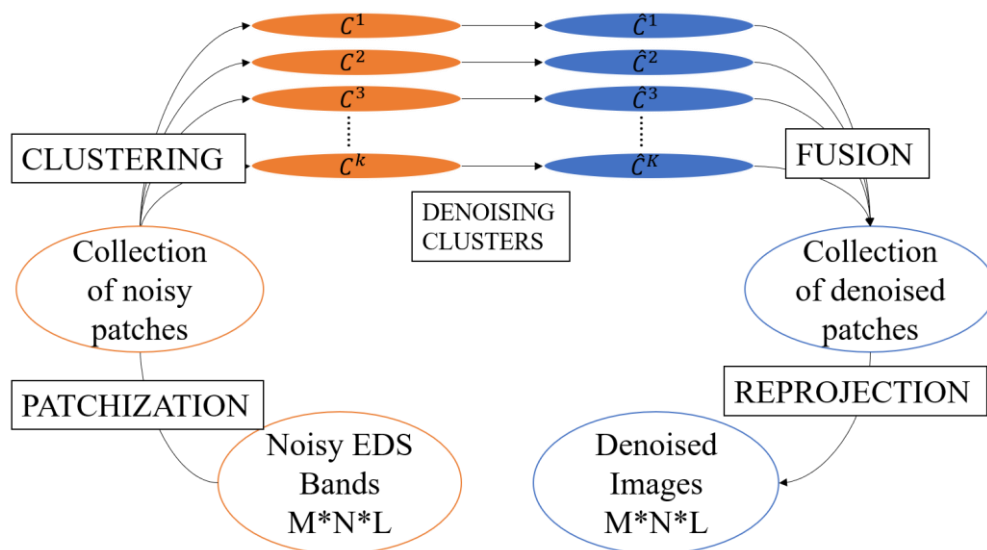 C¹ Ĉ¹
C² Ĉ²
C³ Ĉ³
CLUSTERING
FUSION
Cᵏ Ĉᴷ
DENOISING
CLUSTERS
Collection
of noisy
patches
Collection
of denoised
patches
PATCHIZATION
REPROJECTION
Noisy EDS
Bands
M*N*L
Denoised
Images
M*N*L